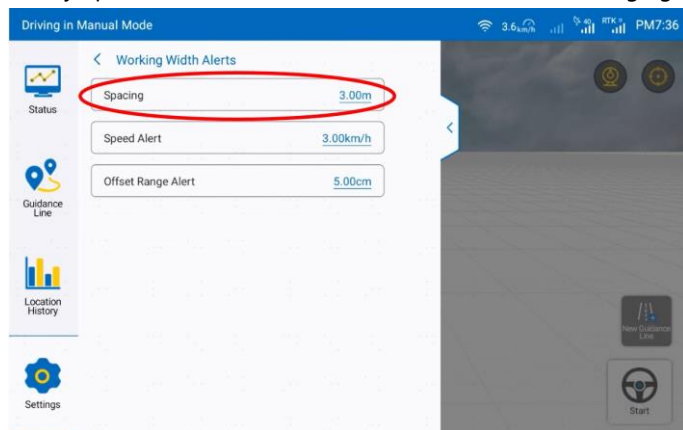 Driving in Manual Mode
3.6km/h
4G
RTK
PM7:36
Working Width Alerts
Spacing 3.00m
Speed Alert 3.00km/h
Offset Range Alert 5.00cm
Status
Guidance
Line
Location
History
Settings
New Guidance
Line
Start